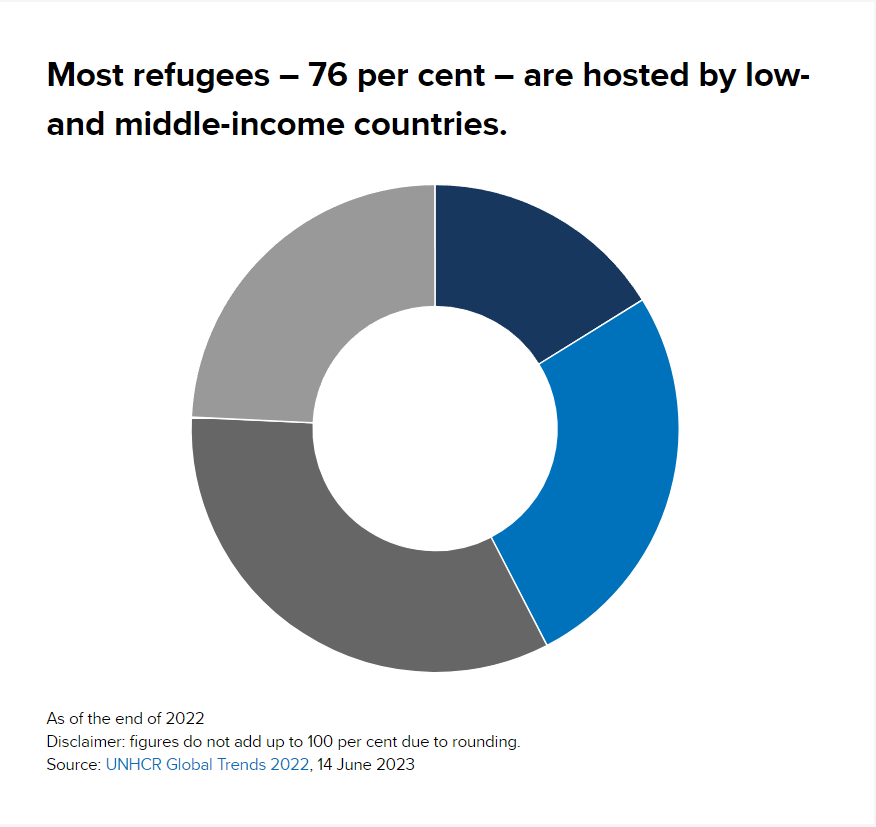 Most refugees – 76 per cent – are hosted by low-
and middle-income countries.
As of the end of 2022
Disclaimer: figures do not add up to 100 per cent due to rounding.
Source: UNHCR Global Trends 2022, 14 June 2023